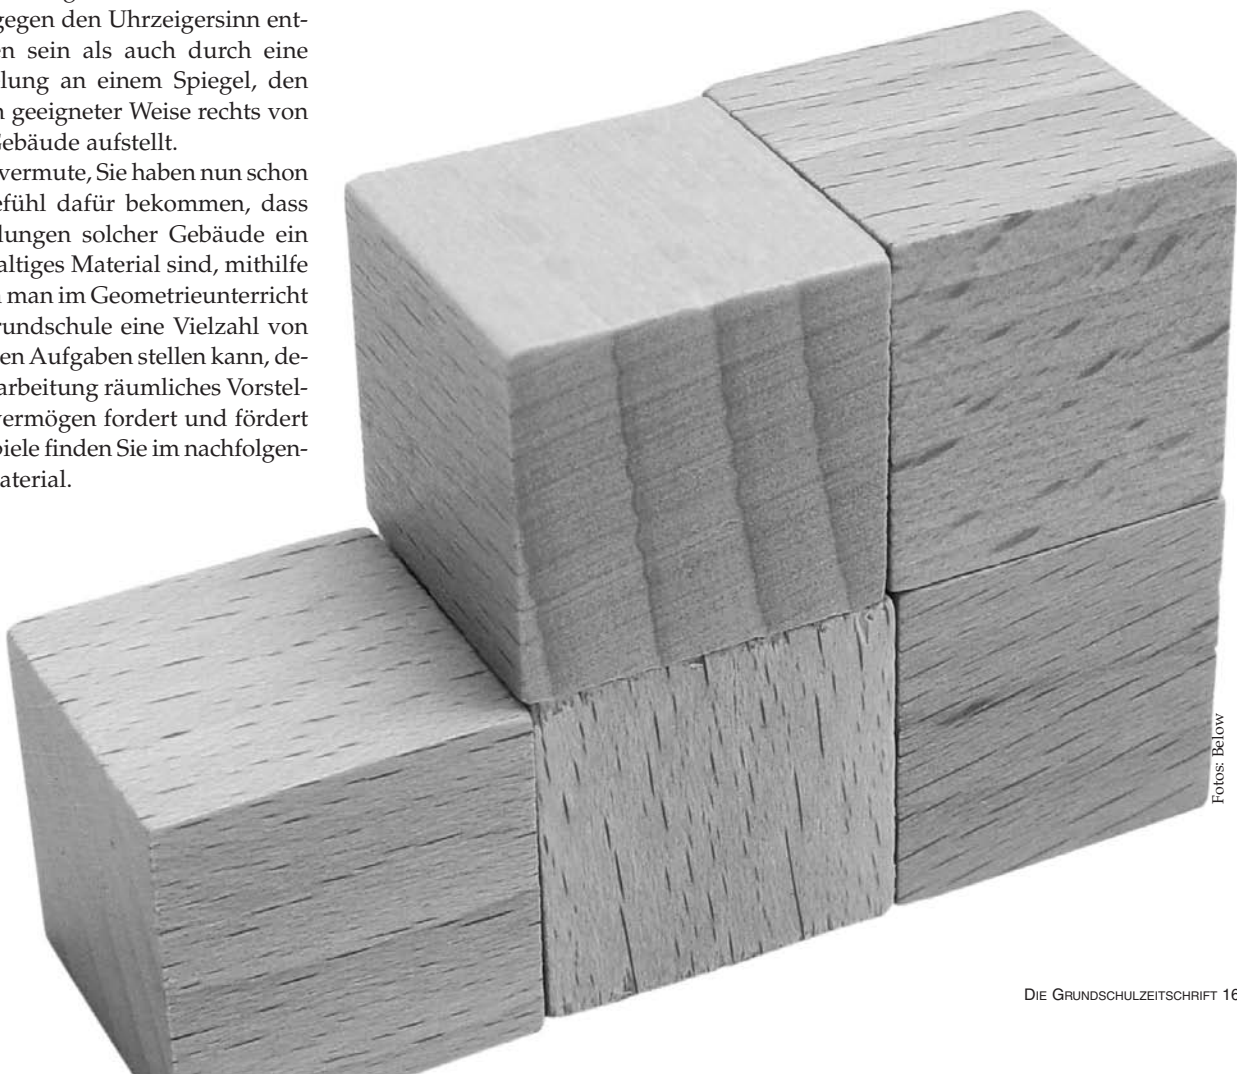 gegen den Uhrzeigersinn ent-
en sein als auch durch eine
lung an einem Spiegel, den
n geeigneter Weise rechts von
Gebäude aufstellt.
vermute, Sie haben nun schon
efühl dafür bekommen, dass
lungen solcher Gebäude ein
altiges Material sind, mithilfe
n man im Geometrieunterricht
rundschule eine Vielzahl von
en Aufgaben stellen kann, de-
arbeitung räumliches Vorstel-
vermögen fordert und fördert
piele finden Sie im nachfolgen-
aterial.
Fotos: Below
DIE GRUNDSCHULZEITSCHRIFT 16